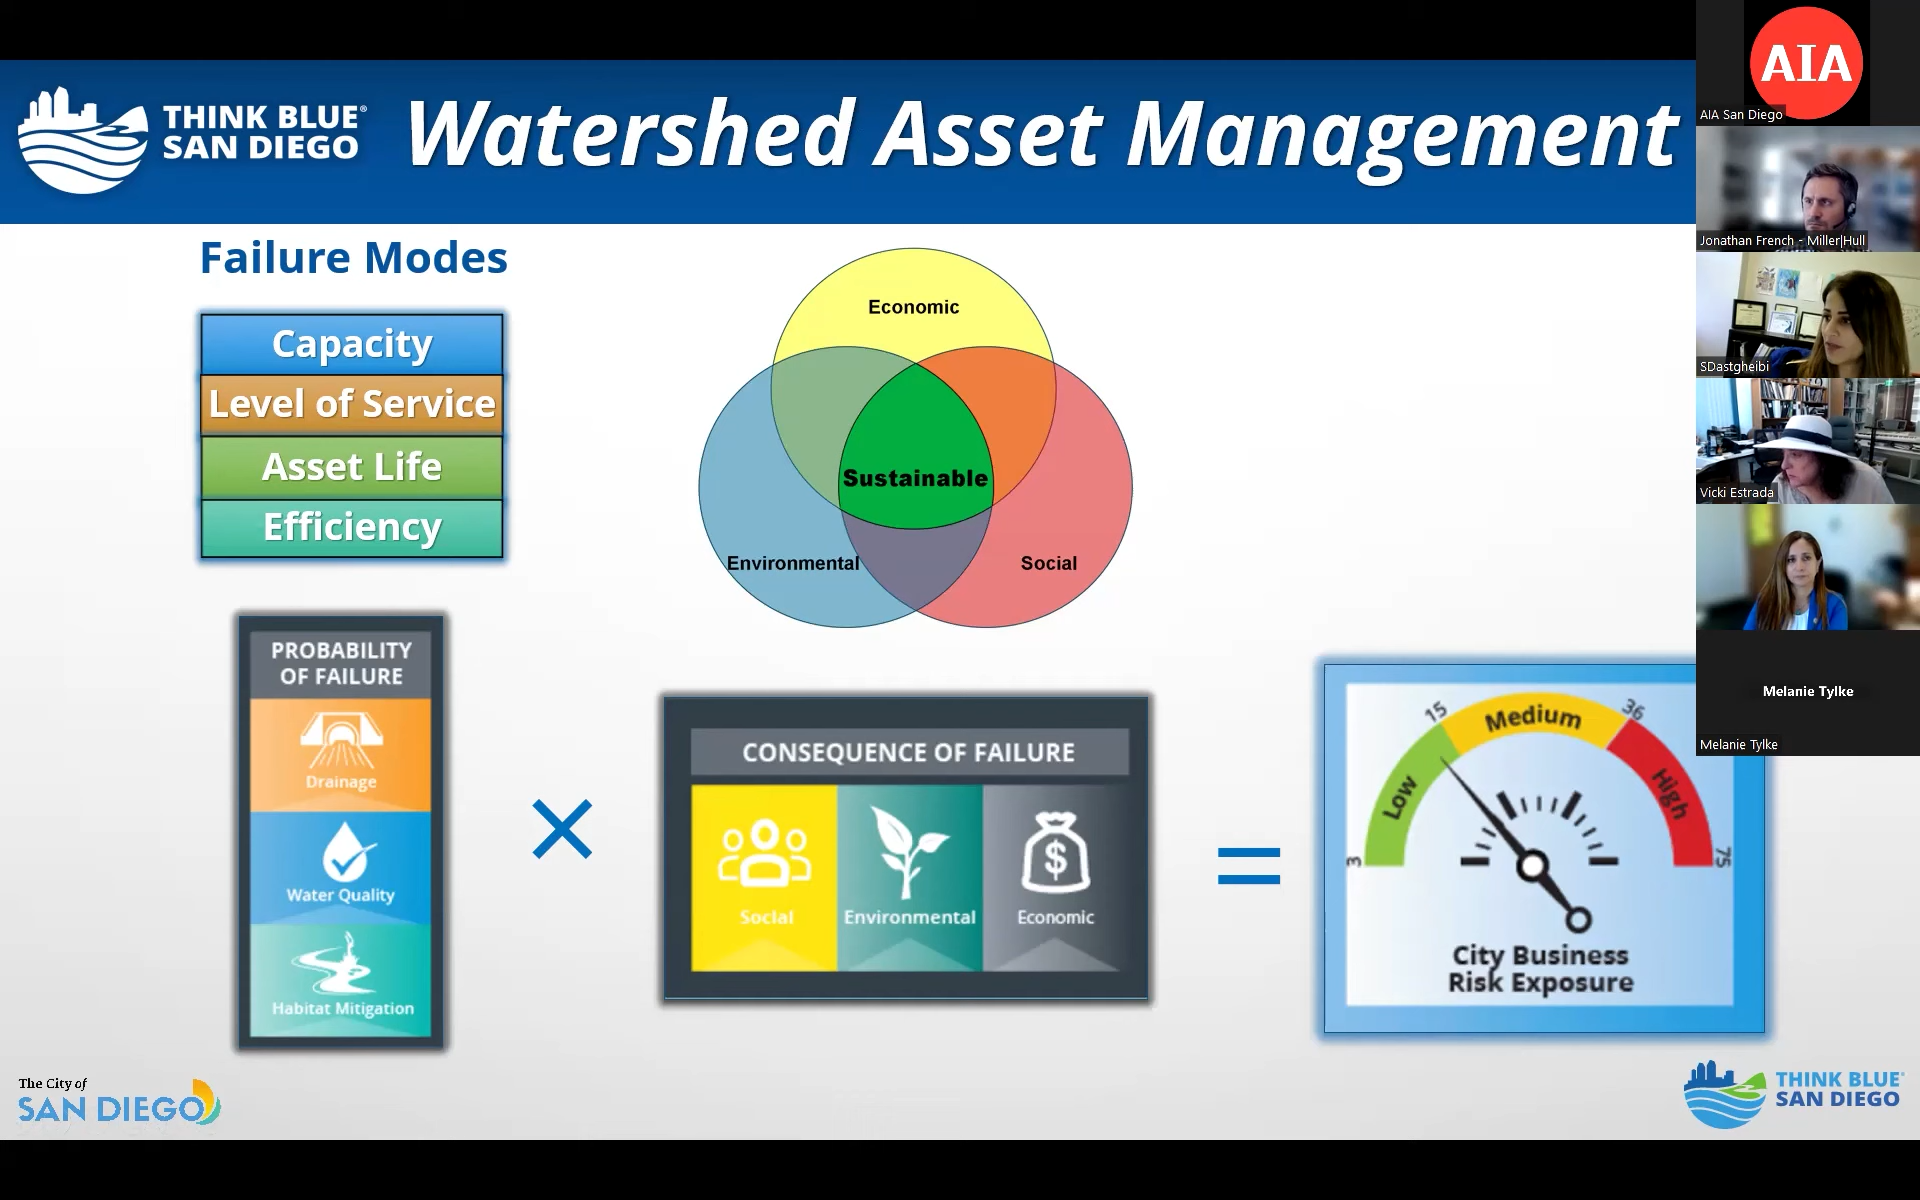 THINK BLUE®
SAN DIEGO
Watershed Asset Management
Failure Modes
Capacity
Level of Service
Asset Life
Efficiency
Economic
Sustainable
Environmental
Social
PROBABILITY
OF FAILURE
Drainage
Water Quality
Habitat Mitigation
×
CONSEQUENCE OF FAILURE
Social
Environmental
$
Economic
=
3
Low
15
Medium
36
High
75
City Business
Risk Exposure
The City of
SAN DIEGO
THINK BLUE®
SAN DIEGO
AIA
AIA San Diego
Jonathan French - Miller|Hull
SDastgheibi
Vicki Estrada
Melanie Tylke
Melanie Tylke